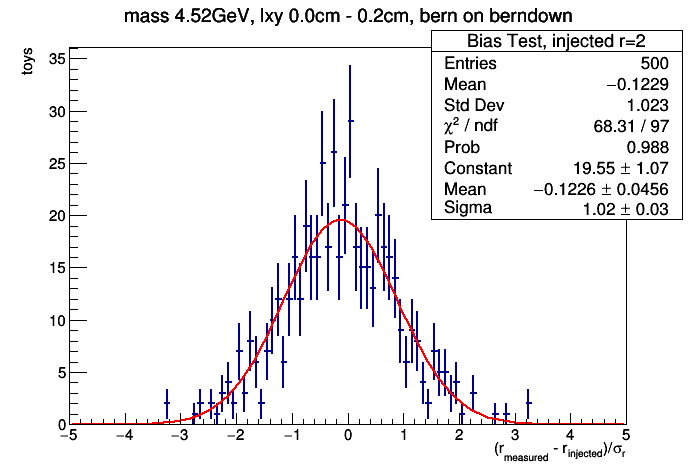 mass 4.52GeV, lxy 0.0cm - 0.2cm, bern on berndown
toys
Bias Test, injected r=2
Entries 500
Mean −0.1229
Std Dev 1.023
χ² / ndf 68.31 / 97
Prob 0.988
Constant 19.55 ± 1.07
Mean −0.1226 ± 0.0456
Sigma 1.02 ± 0.03
35
30
25
20
15
10
5
0
−5 −4 −3 −2 −1 0 1 2 3 4 5
(r_measured - r_injected)/σ_r